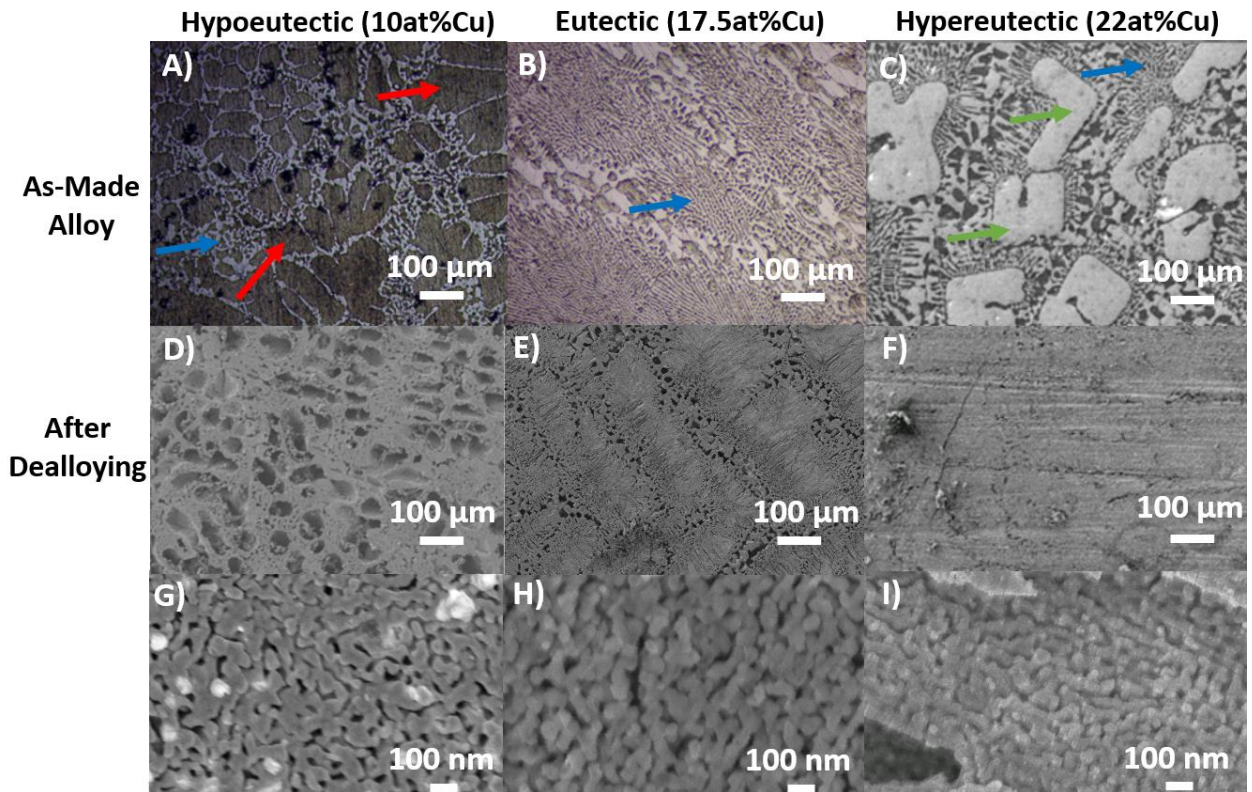 Hypoeutectic (10at%Cu) Eutectic (17.5at%Cu) Hypereutectic (22at%Cu)
As-Made
Alloy
A) B) C)
100 μm 100 μm 100 μm
After
Dealloying
D) E) F)
100 μm 100 μm 100 μm
G) H) I)
100 nm 100 nm 100 nm